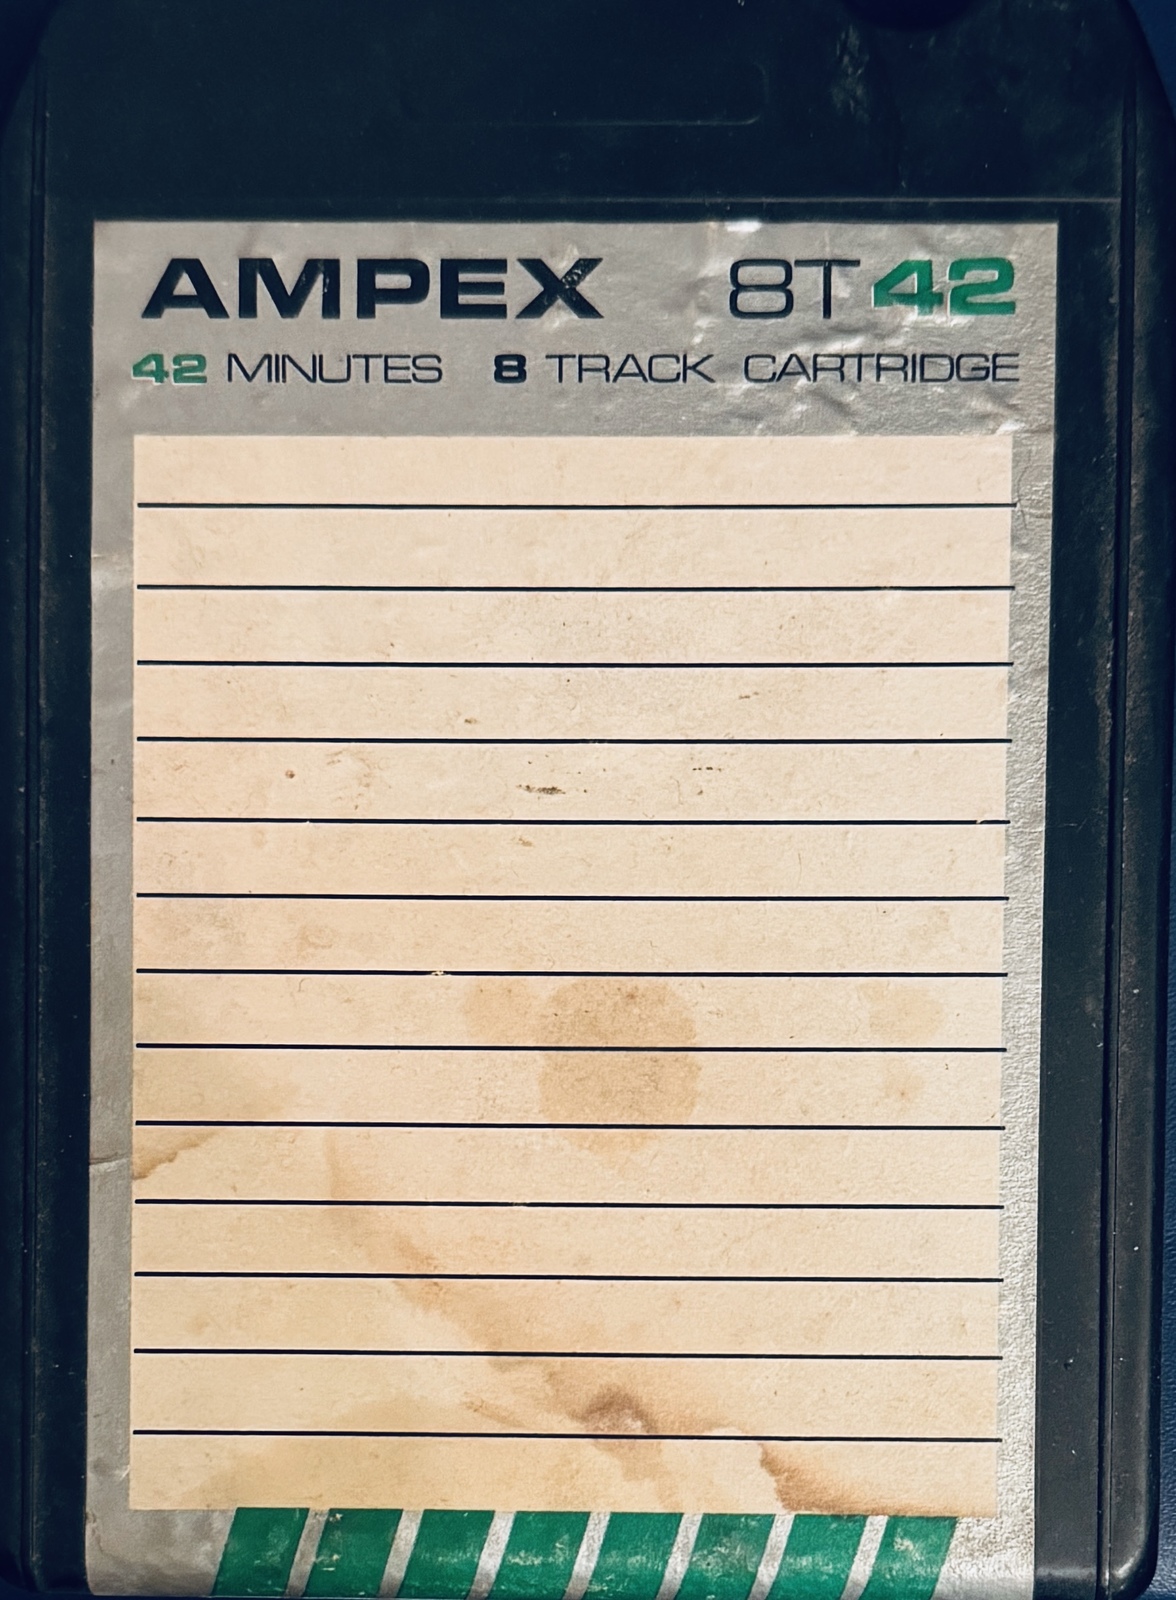 AMPEX 8T42
42 MINUTES 8 TRACK CARTRIDGE